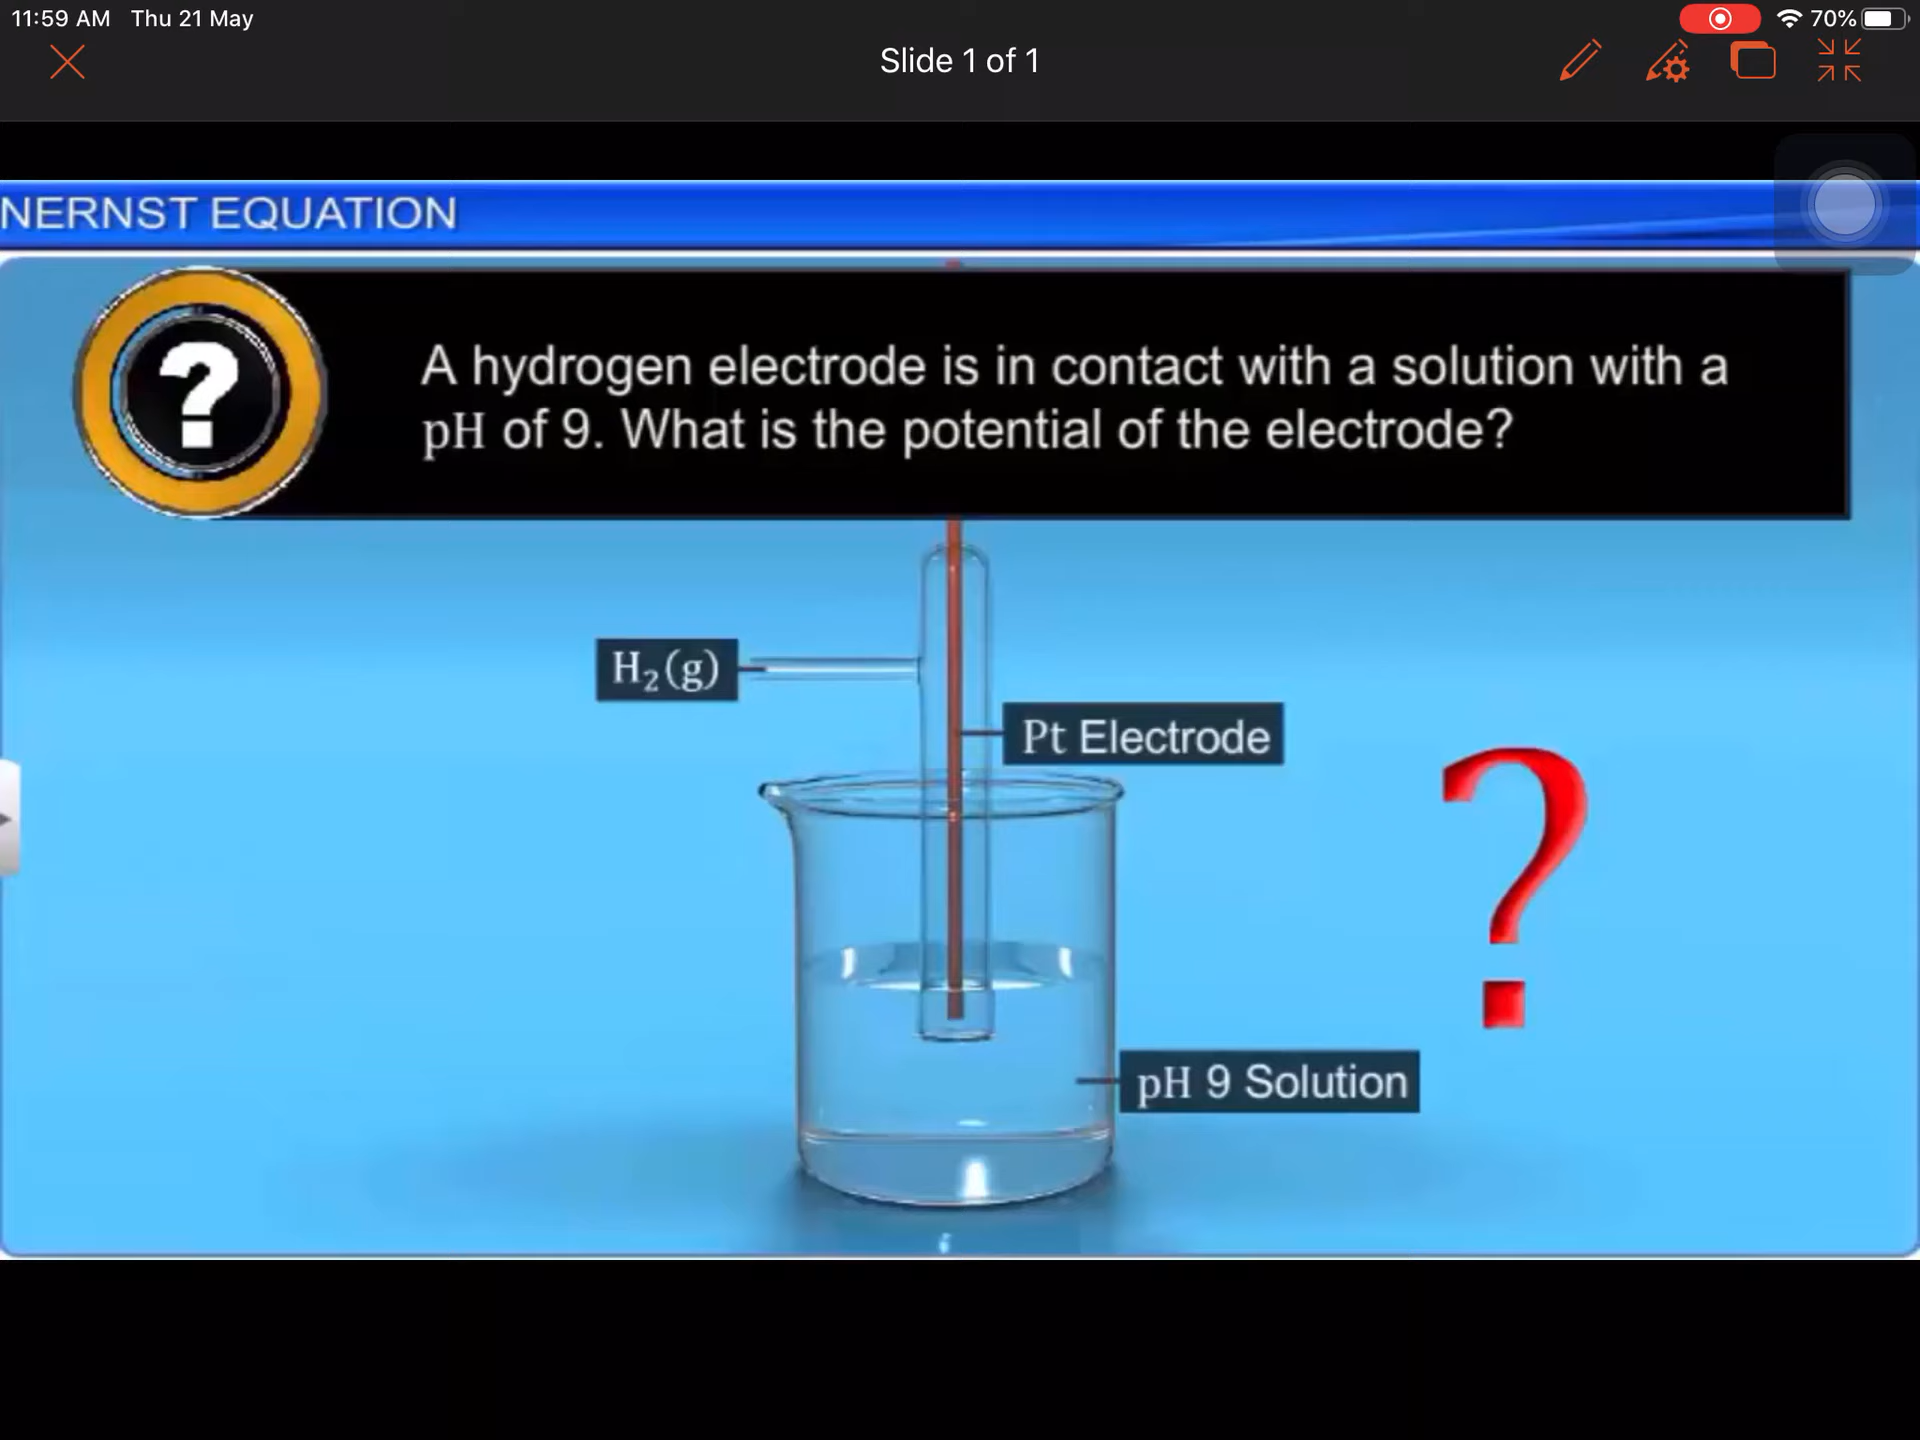 11:59 AM Thu 21 May
70%
Slide 1 of 1
NERNST EQUATION
?
A hydrogen electrode is in contact with a solution with a
pH of 9. What is the potential of the electrode?
H₂(g)
Pt Electrode
?
pH 9 Solution